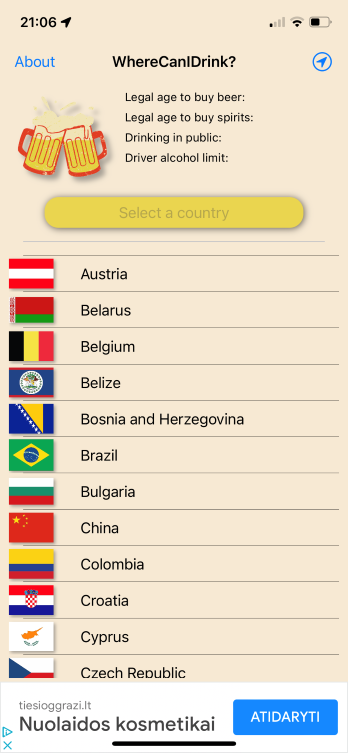 21:06
About
WhereCanIDrink?
Legal age to buy beer:
Legal age to buy spirits:
Drinking in public:
Driver alcohol limit:
Select a country
Austria
Belarus
Belgium
Belize
Bosnia and Herzegovina
Brazil
Bulgaria
China
Colombia
Croatia
Cyprus
Czech Republic
tiesioggrazi.lt
Nuolaidos kosmetikai
ATIDARYTI